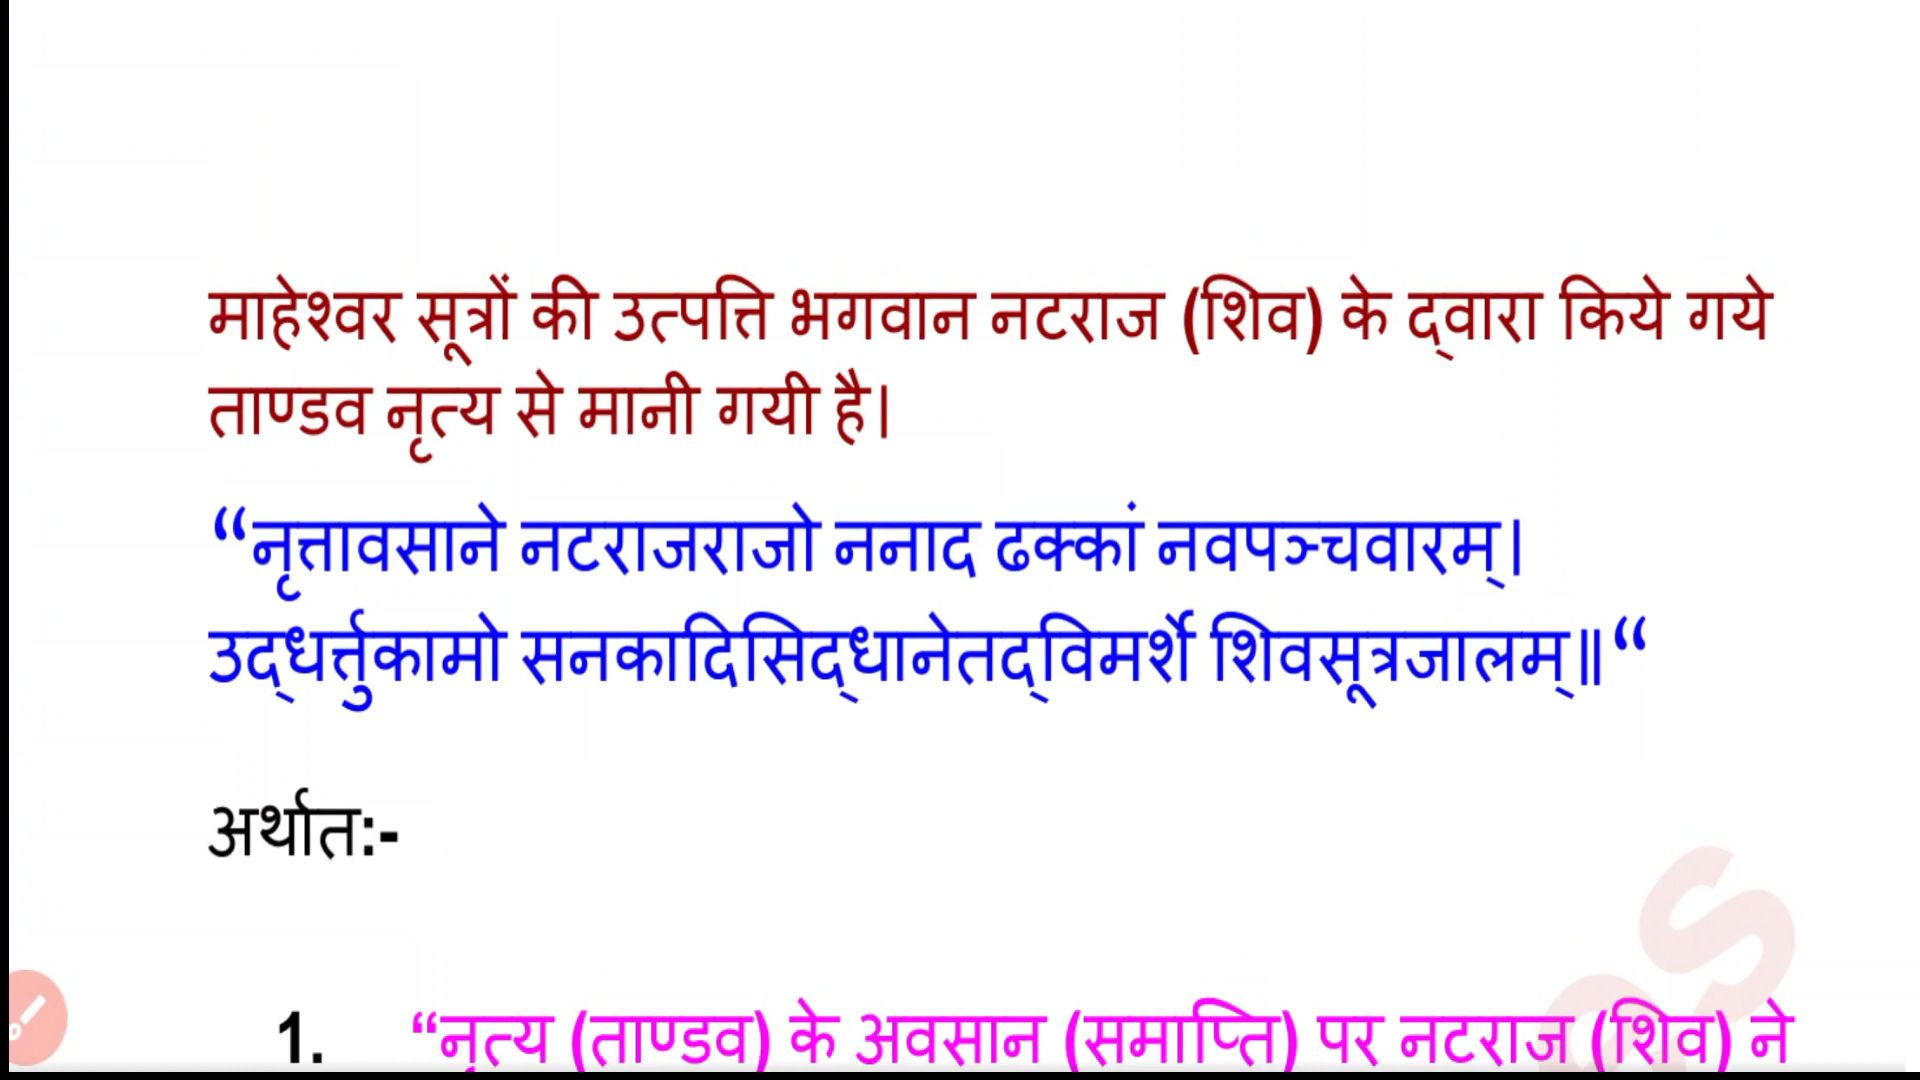 माहेश्वर सूत्रों की उत्पत्ति भगवान नटराज (शिव) के द्वारा किये गये
ताण्डव नृत्य से मानी गयी है।
“नृत्तावसाने नटराजराजो ननाद ढक्कां नवपञ्चवारम्।
उद्धर्त्तुकामो सनकादिसिद्धानेतद्विमर्शे शिवसूत्रजालम्॥“
अर्थात:-
1. “नृत्य (ताण्डव) के अवसान (समाप्ति) पर नटराज (शिव) ने